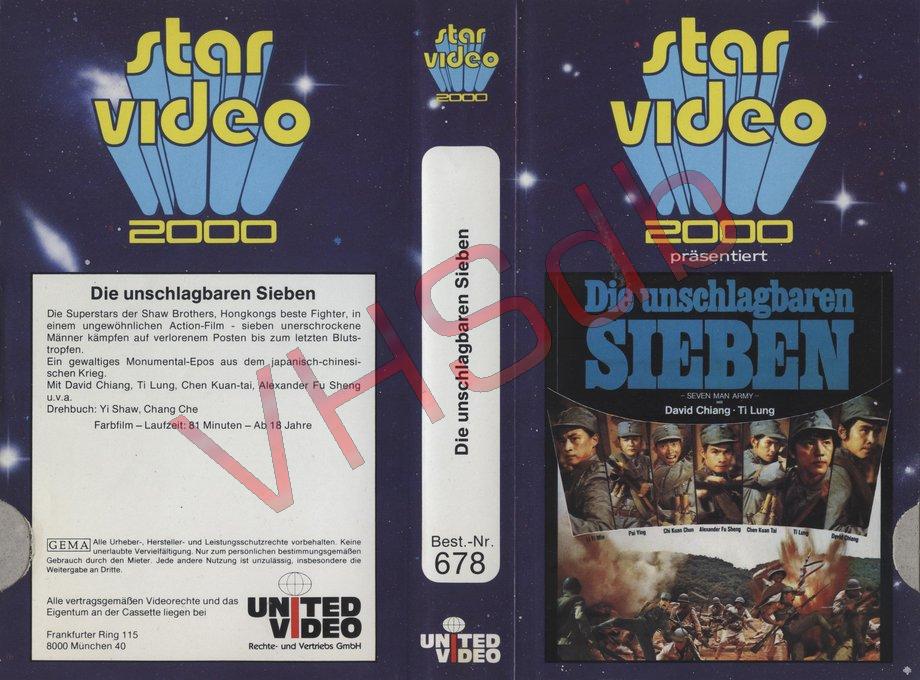 star
video
2000
Die unschlagbaren Sieben
Die Superstars der Shaw Brothers, Hongkongs beste Fighter, in
einem ungewöhnlichen Action-Film - sieben unerschrockene
Männer kämpfen auf verlorenem Posten bis zum letzten Bluts-
tropfen.
Ein gewaltiges Monumental-Epos aus dem japanisch-chinesi-
schen Krieg.
Mit David Chiang, Ti Lung, Chen Kuan-tai, Alexander Fu Sheng
u.v.a.
Drehbuch: Yi Shaw, Chang Che
Farbfilm – Laufzeit: 81 Minuten – Ab 18 Jahre
GEMA Alle Urheber-, Hersteller- und Leistungsschutzrechte vorbehalten. Keine
unerlaubte Vervielfältigung. Nur zum persönlichen bestimmungsgemäßen
Gebrauch durch den Mieter. Jede andere Nutzung ist unzulässig, insbesondere die
Weitergabe an Dritte.
Alle vertragsgemäßen Videorechte und das
Eigentum an der Cassette liegen bei
Frankfurter Ring 115
8000 München 40
UNITED
VIDEO
Rechte- und Vertriebs GmbH
star
video
2000
Die unschlagbaren Sieben
Best.-Nr.
678
UNITED
VIDEO
star
video
2000
präsentiert
Die unschlagbaren
SIEBEN
- SEVEN MAN ARMY -
David Chiang · Ti Lung
Pai Ying
Chi Kuan Chun
Alexander Fu Sheng
Chen Kuan Tai
Ti Lung
David Chiang
VHSdb